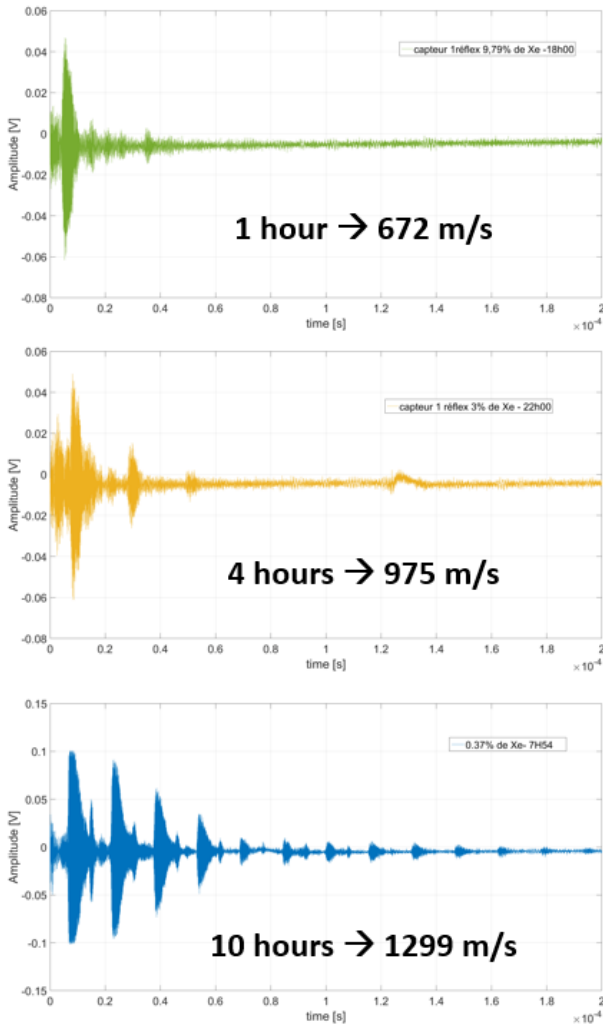 0.06
0.04
0.02
0
-0.02
-0.04
-0.06
-0.08
Amplitude [V]
capteur 1réflex 9,79% de Xe -18h00
1 hour → 672 m/s
0 0.2 0.4 0.6 0.8 1 1.2 1.4 1.6 1.8 2
time [s]
×10⁻⁴
0.06
0.04
0.02
0
-0.02
-0.04
-0.06
-0.08
Amplitude [V]
capteur 1 réflex 3% de Xe - 22h00
4 hours → 975 m/s
0 0.2 0.4 0.6 0.8 1 1.2 1.4 1.6 1.8 2
time [s]
×10⁻⁴
0.15
0.1
0.05
0
-0.05
-0.1
-0.15
Amplitude [V]
0.37% de Xe- 7H54
10 hours → 1299 m/s
0 0.2 0.4 0.6 0.8 1 1.2 1.4 1.6 1.8 2
time [s]
×10⁻⁴